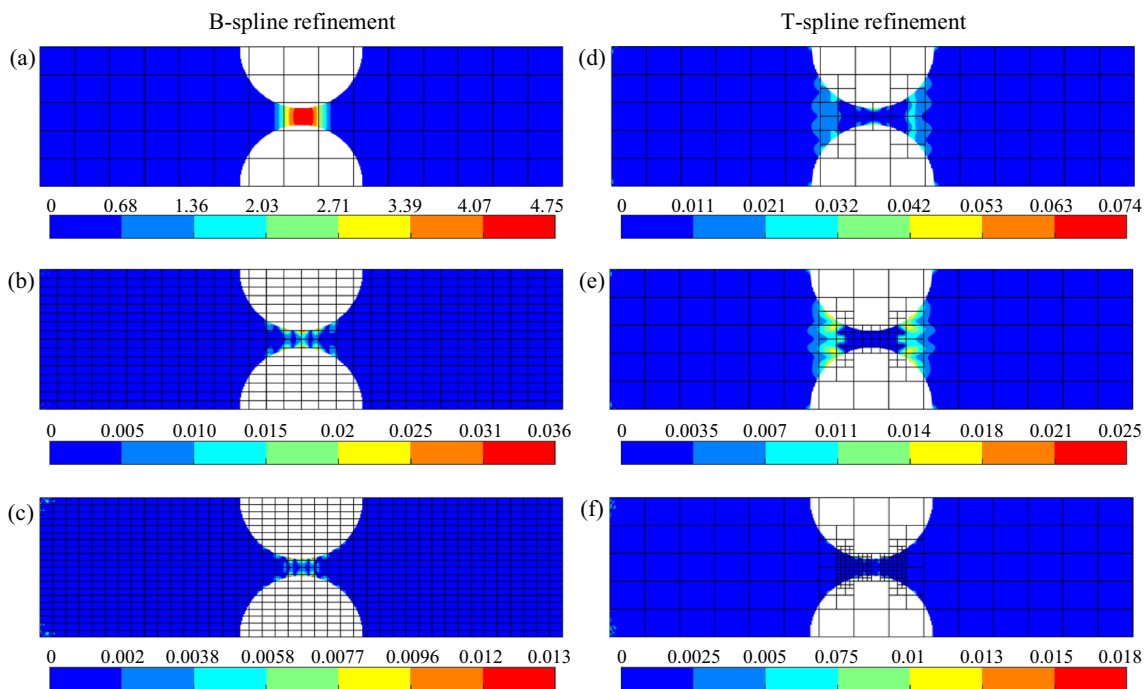 B-spline refinement
T-spline refinement
(a)
(d)
0 0.68 1.36 2.03 2.71 3.39 4.07 4.75
0 0.011 0.021 0.032 0.042 0.053 0.063 0.074
(b)
(e)
0 0.005 0.010 0.015 0.02 0.025 0.031 0.036
0 0.0035 0.007 0.011 0.014 0.018 0.021 0.025
(c)
(f)
0 0.002 0.0038 0.0058 0.0077 0.0096 0.012 0.013
0 0.0025 0.005 0.075 0.01 0.01 0.015 0.018